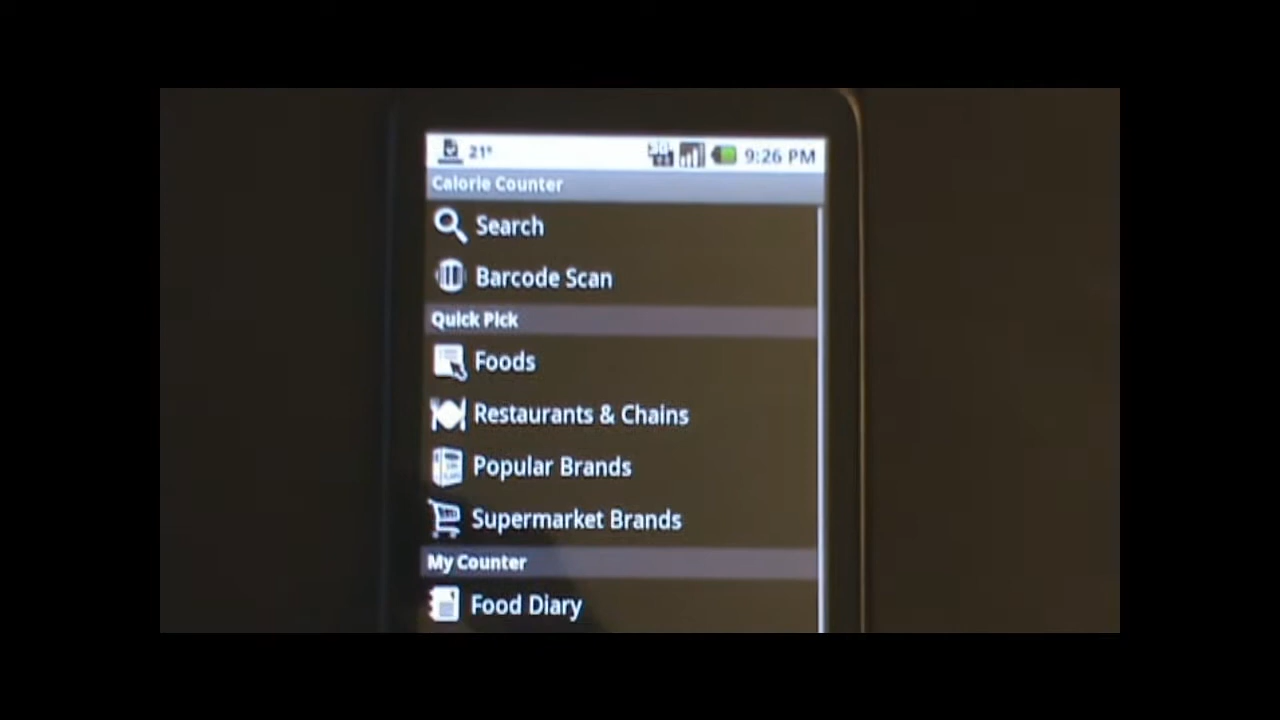 21° 9:26 PM
Calorie Counter
Search
Barcode Scan
Quick Pick
Foods
Restaurants & Chains
Popular Brands
Supermarket Brands
My Counter
Food Diary